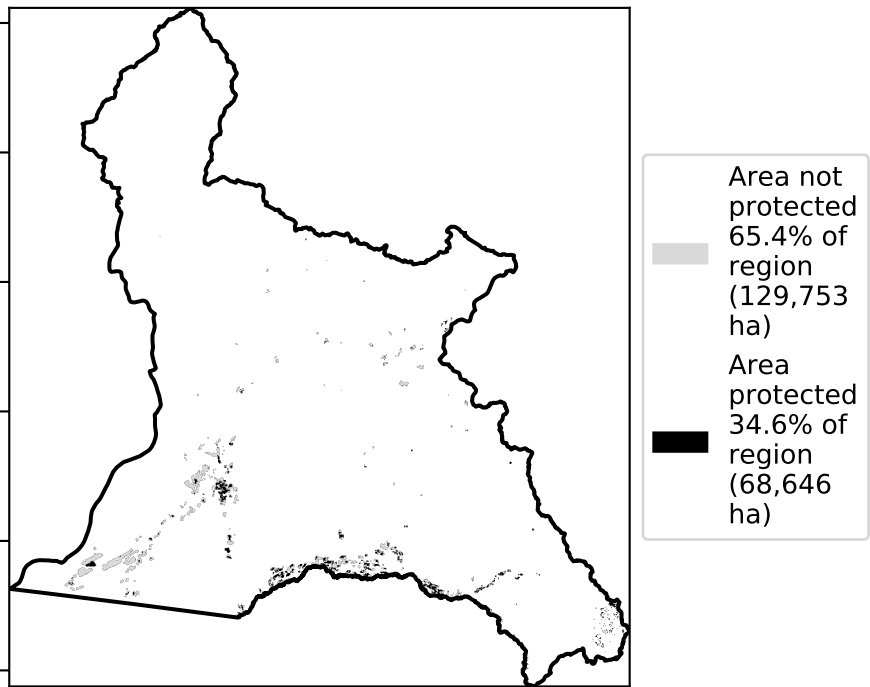 Area not
protected
65.4% of
region
(129,753
ha)
Area
protected
34.6% of
region
(68,646
ha)